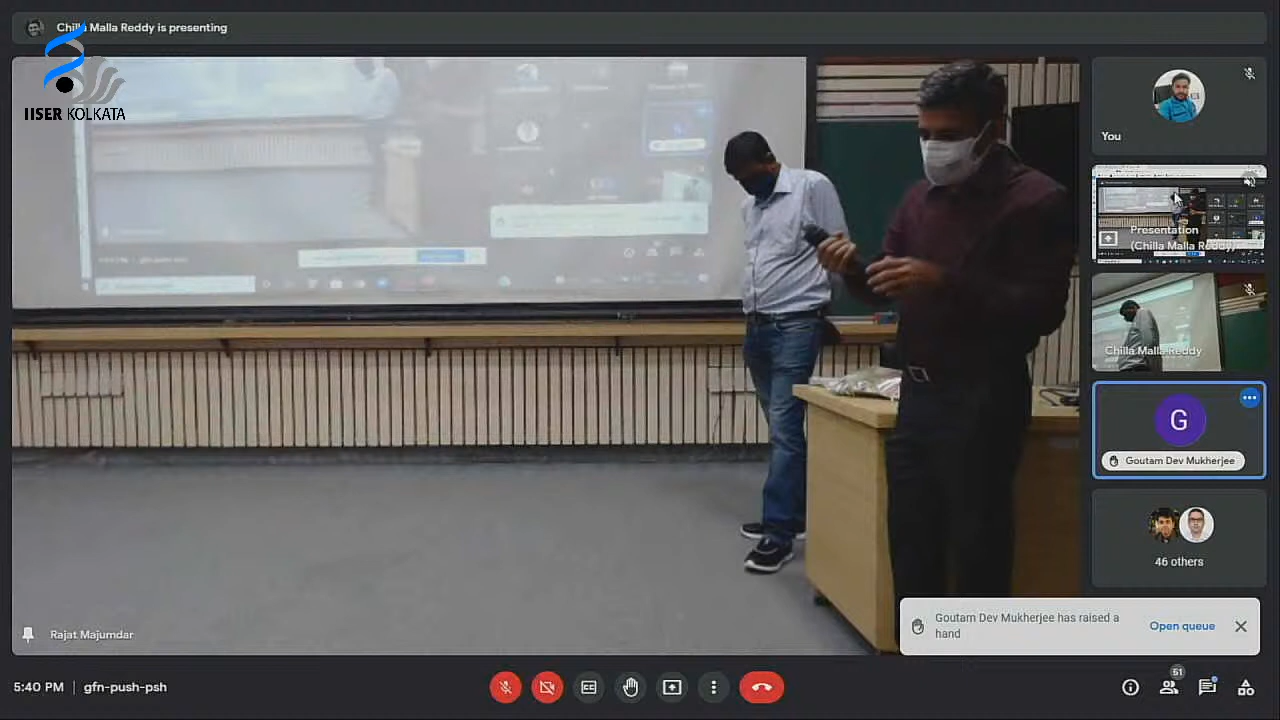 Chilla Malla Reddy is presenting
IISER KOLKATA
You
Presentation
(Chilla Malla Reddy)
Chilla Malla Reddy
G
Goutam Dev Mukherjee
46 others
Goutam Dev Mukherjee has raised a
hand
Open queue
Rajat Majumdar
5:40 PM | gfn-push-psh
CC
51